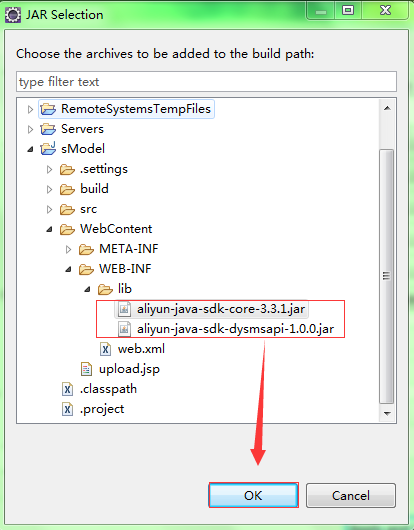 JAR Selection
Choose the archives to be added to the build path:
type filter text
RemoteSystemsTempFiles
Servers
sModel
.settings
build
src
WebContent
META-INF
WEB-INF
lib
aliyun-java-sdk-core-3.3.1.jar
aliyun-java-sdk-dysmsapi-1.0.0.jar
web.xml
upload.jsp
.classpath
.project
OK
Cancel